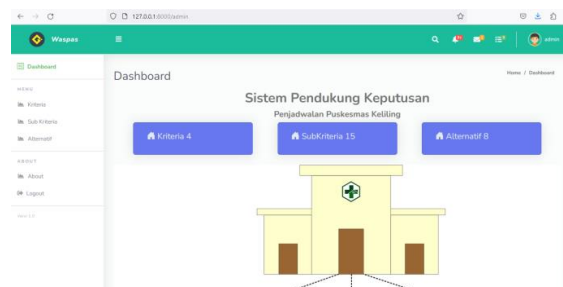 127.0.0.1:8000/admin
Waspas
admin
Dashboard
MENU
Kriteria
Sub Kriteria
Alternatif
ABOUT
About
Logout
Dashboard
Home / Dashboard
Sistem Pendukung Keputusan
Penjadwalan Puskesmas Keliling
Kriteria 4
SubKriteria 15
Alternatif 8